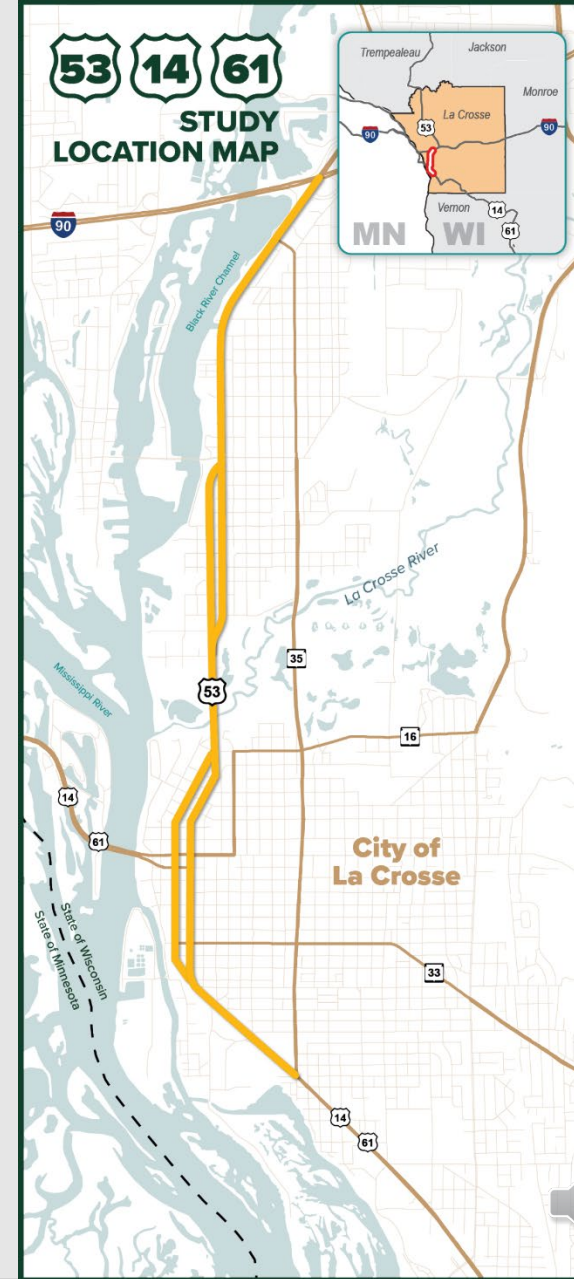 53 14 61
STUDY
LOCATION MAP
Trempealeau
Jackson
Monroe
La Crosse
53
90
90
Vernon
14
61
MN WI
90
Black River Channel
La Crosse River
35
53
Mississippi River
16
14
61
City of
La Crosse
State of Wisconsin
State of Minnesota
33
14
61